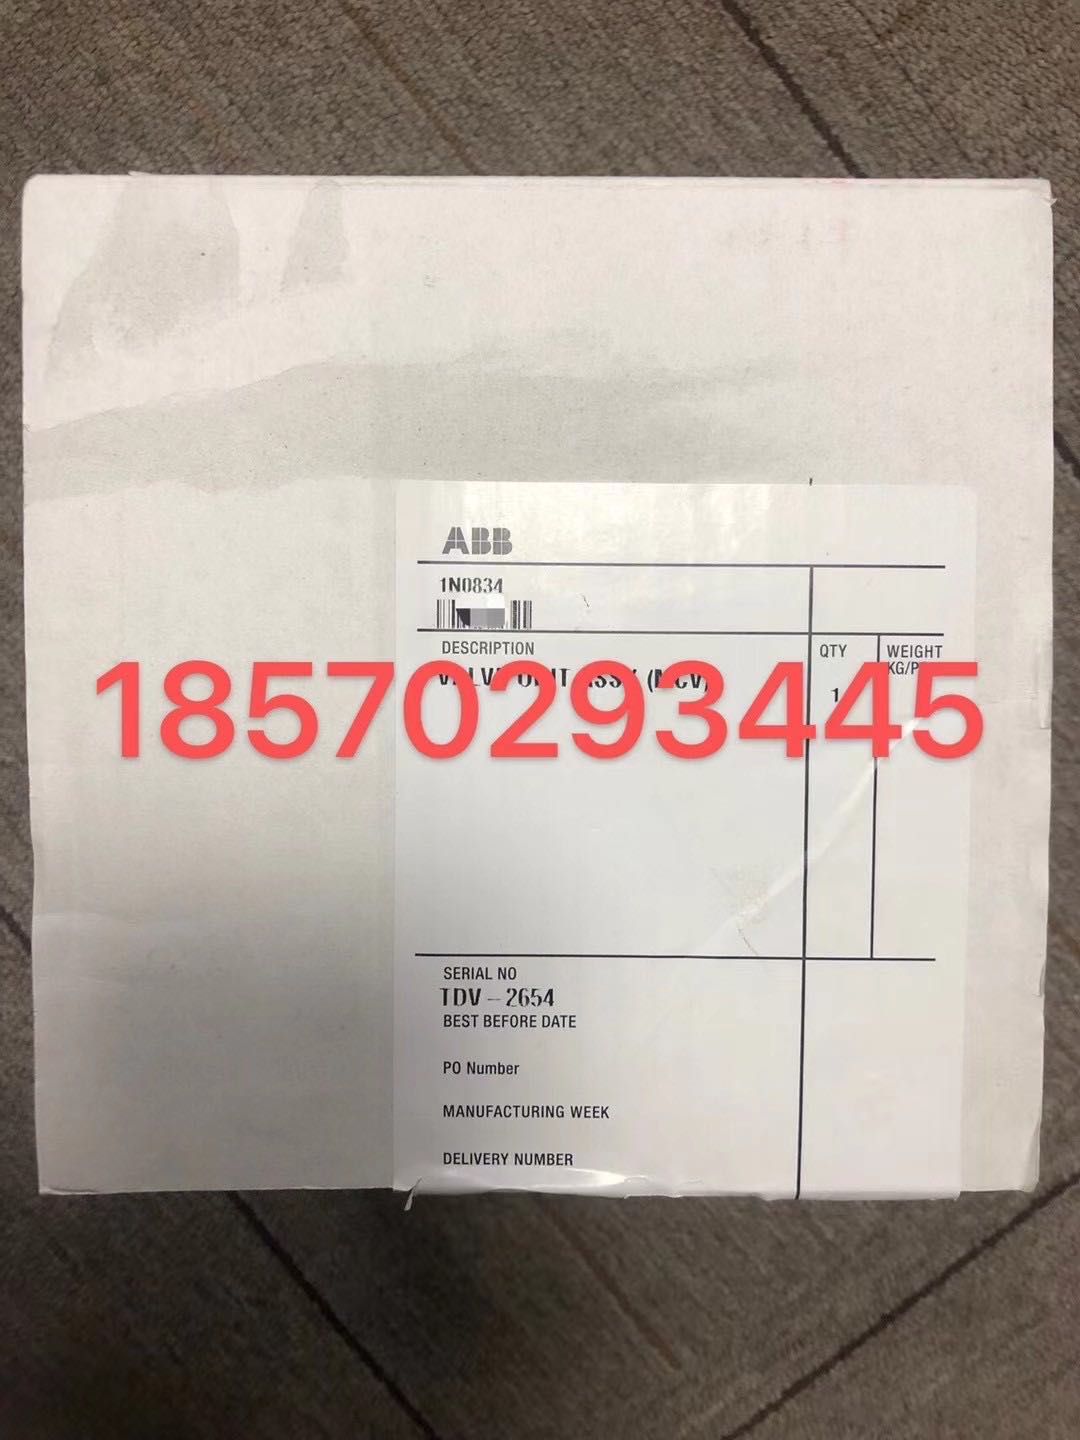 ABB
1N0834
DESCRIPTION
QTY
WEIGHT
1
18570293445
SERIAL NO
TDV-2654
BEST BEFORE DATE
PO Number
MANUFACTURING WEEK
DELIVERY NUMBER